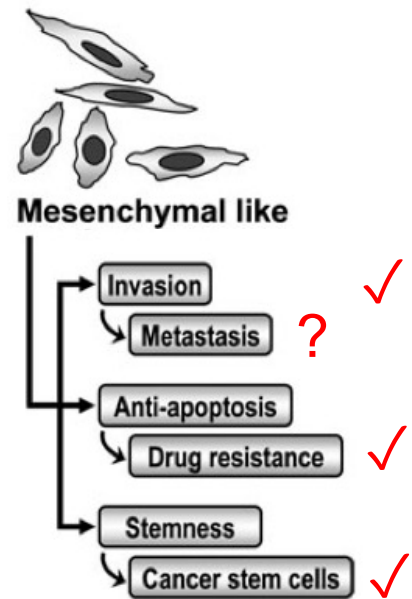 Mesenchymal like
Invasion ✓
Metastasis ?
Anti-apoptosis
Drug resistance ✓
Stemness
Cancer stem cells ✓